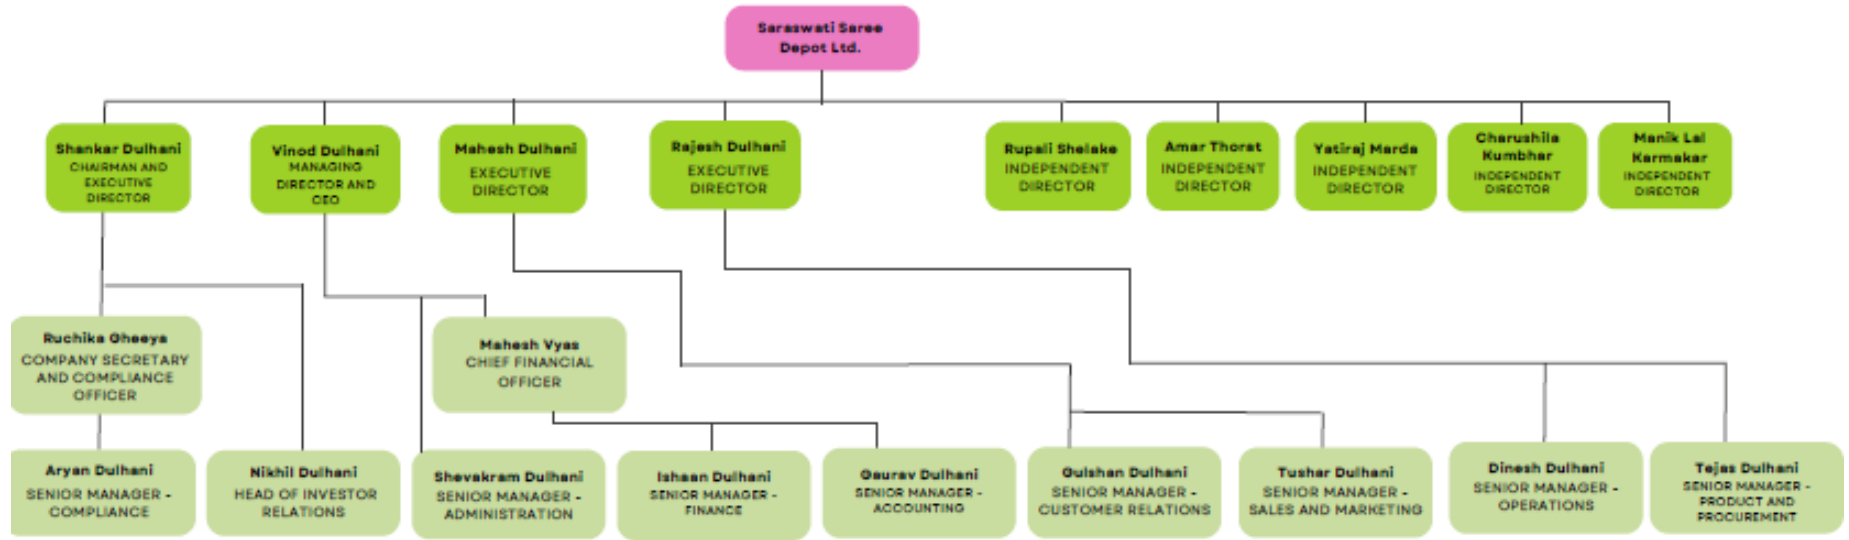 Saraswati Saree
Depot Ltd.
Shankar Dulhani
CHAIRMAN AND
EXECUTIVE
DIRECTOR
Vinod Dulhani
MANAGING
DIRECTOR AND
CEO
Mahesh Dulhani
EXECUTIVE
DIRECTOR
Rajesh Dulhani
EXECUTIVE
DIRECTOR
Rupali Shelake
INDEPENDENT
DIRECTOR
Amar Thorat
INDEPENDENT
DIRECTOR
Yatiraj Marda
INDEPENDENT
DIRECTOR
Charushila
Kumbhar
INDEPENDENT
DIRECTOR
Manik Lal
Karmakar
INDEPENDENT
DIRECTOR
Ruchika Gheeya
COMPANY SECRETARY
AND COMPLIANCE
OFFICER
Mahesh Vyas
CHIEF FINANCIAL
OFFICER
Aryan Dulhani
SENIOR MANAGER -
COMPLIANCE
Nikhil Dulhani
HEAD OF INVESTOR
RELATIONS
Shevakram Dulhani
SENIOR MANAGER -
ADMINISTRATION
Ishaan Dulhani
SENIOR MANAGER -
FINANCE
Gaurav Dulhani
SENIOR MANAGER -
ACCOUNTING
Gulshan Dulhani
SENIOR MANAGER -
CUSTOMER RELATIONS
Tushar Dulhani
SENIOR MANAGER -
SALES AND MARKETING
Dinesh Dulhani
SENIOR MANAGER -
OPERATIONS
Tejas Dulhani
SENIOR MANAGER -
PRODUCT AND
PROCUREMENT